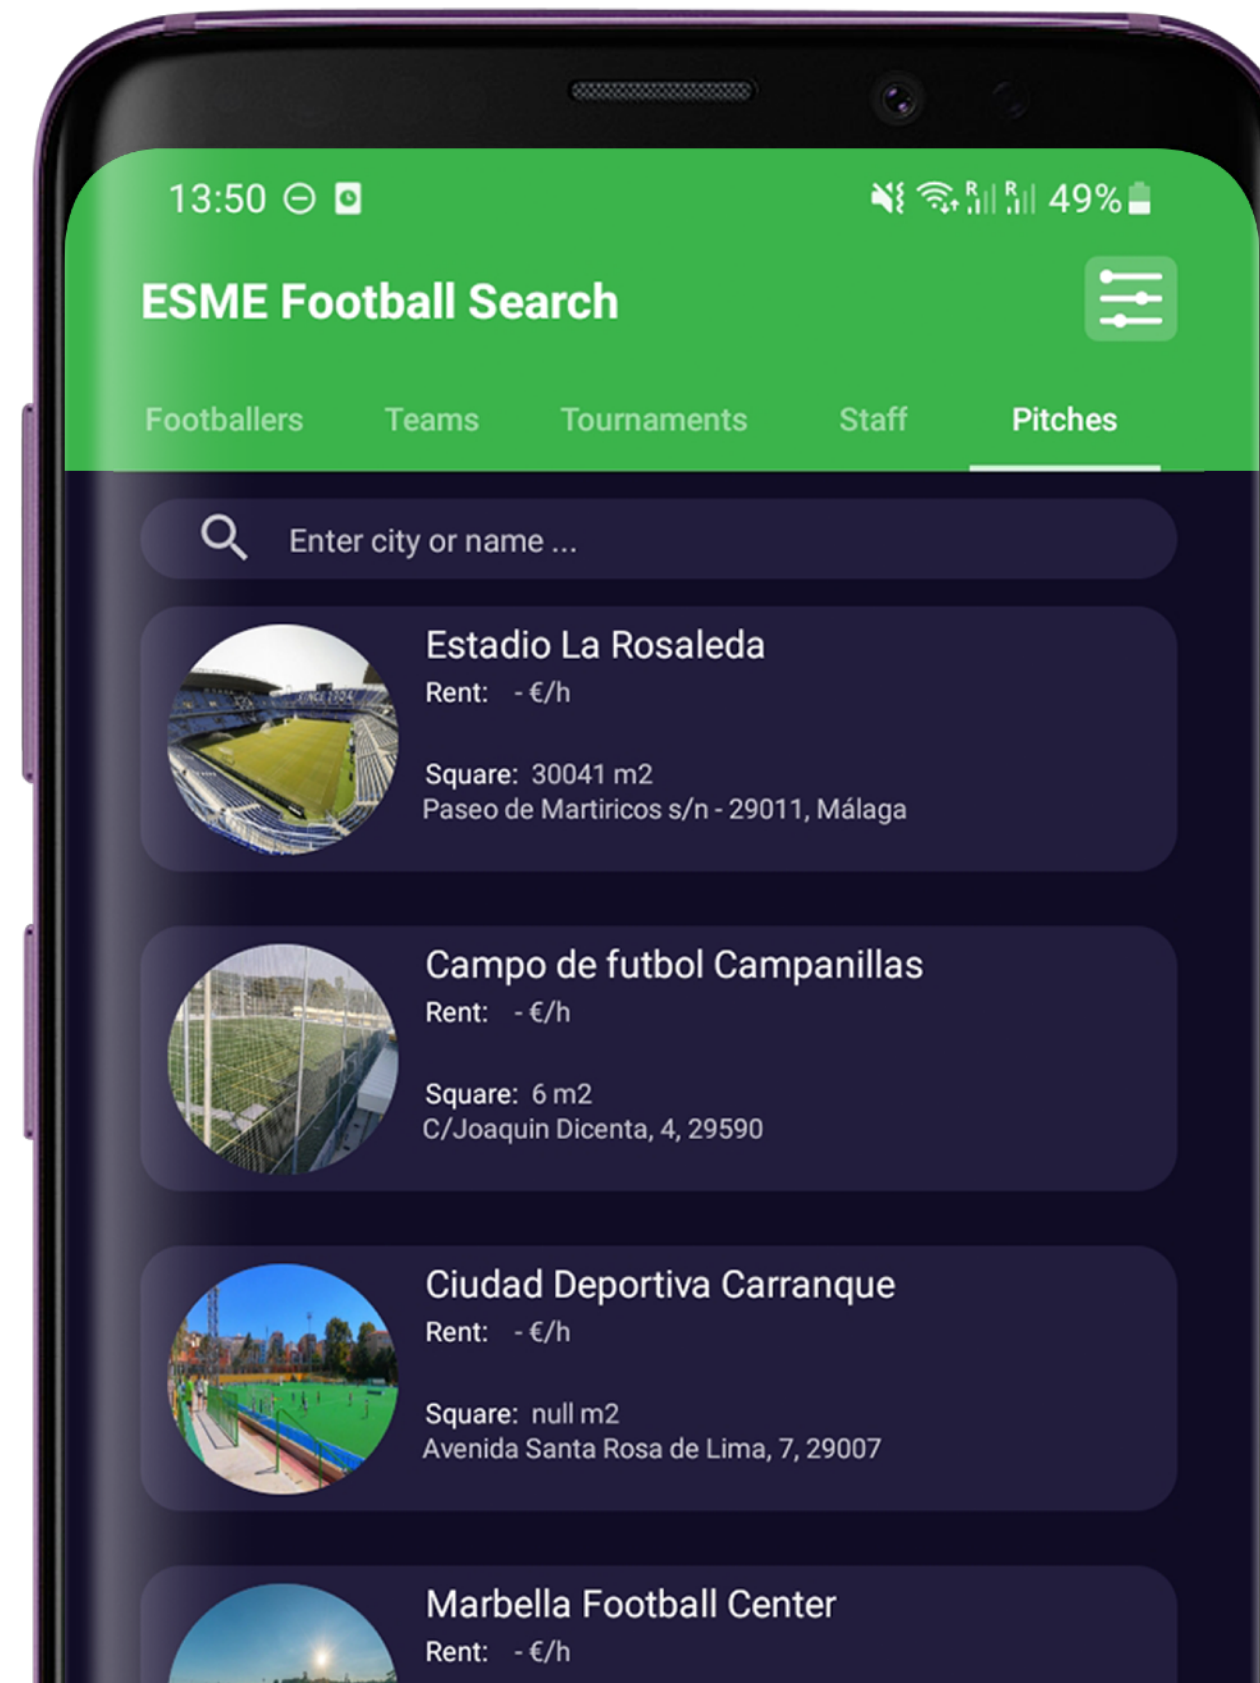 13:50
49%
ESME Football Search
Footballers Teams Tournaments Staff Pitches
Enter city or name ...
Estadio La Rosaleda
Rent: - €/h
Square: 30041 m2
Paseo de Martiricos s/n - 29011, Málaga
Campo de futbol Campanillas
Rent: - €/h
Square: 6 m2
C/Joaquin Dicenta, 4, 29590
Ciudad Deportiva Carranque
Rent: - €/h
Square: null m2
Avenida Santa Rosa de Lima, 7, 29007
Marbella Football Center
Rent: - €/h